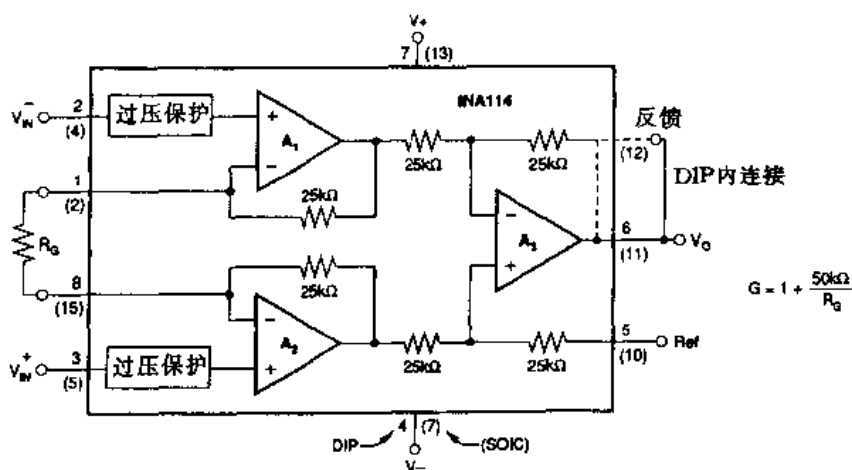 V+
7 (13)
INA114
V⁻IN
2
(4)
过压保护
A1
25kΩ
25kΩ
反馈
(12)
DIP内连接
1
(2)
25kΩ
RG
A3
6
(11)
VO
G = 1 + 50kΩ/RG
25kΩ
8
(15)
A2
5
(10)
Ref
V⁺IN
3
(5)
过压保护
25kΩ
25kΩ
DIP
4 (7)
(SOIC)
V−